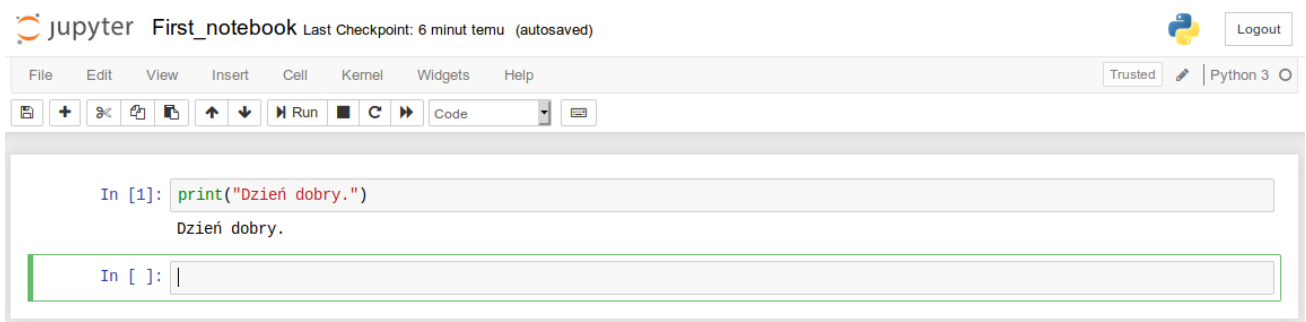 jupyter First_notebook Last Checkpoint: 6 minut temu (autosaved) Logout
File Edit View Insert Cell Kernel Widgets Help Trusted Python 3
Run Code
In [1]: print("Dzień dobry.")
Dzień dobry.
In [ ]: